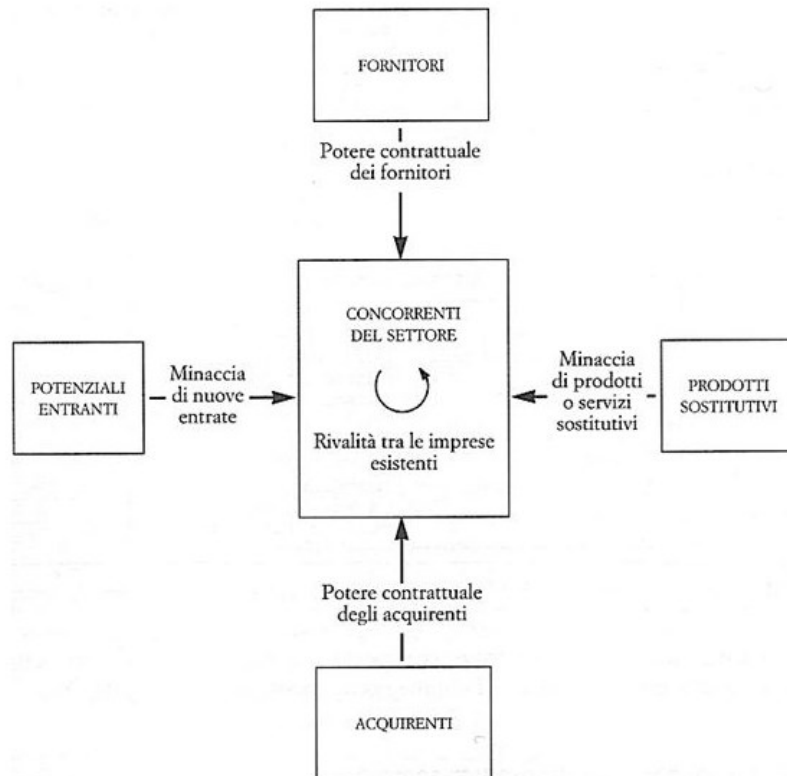 FORNITORI
Potere contrattuale
dei fornitori
CONCORRENTI
DEL SETTORE
Rivalità tra le imprese
esistenti
POTENZIALI
ENTRANTI
Minaccia
di nuove
entrate
Minaccia
di prodotti
o servizi
sostitutivi
PRODOTTI
SOSTITUTIVI
Potere contrattuale
degli acquirenti
ACQUIRENTI